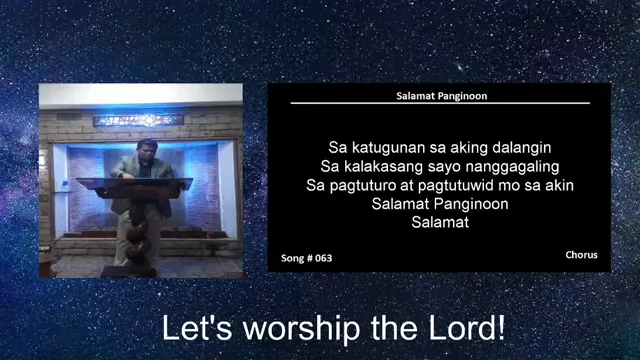 Salamat Panginoon
Sa katugunan sa aking dalangin
Sa kalakasang sayo nanggagaling
Sa pagtuturo at pagtutuwid mo sa akin
Salamat Panginoon
Salamat
Song # 063
Chorus
Let's worship the Lord!